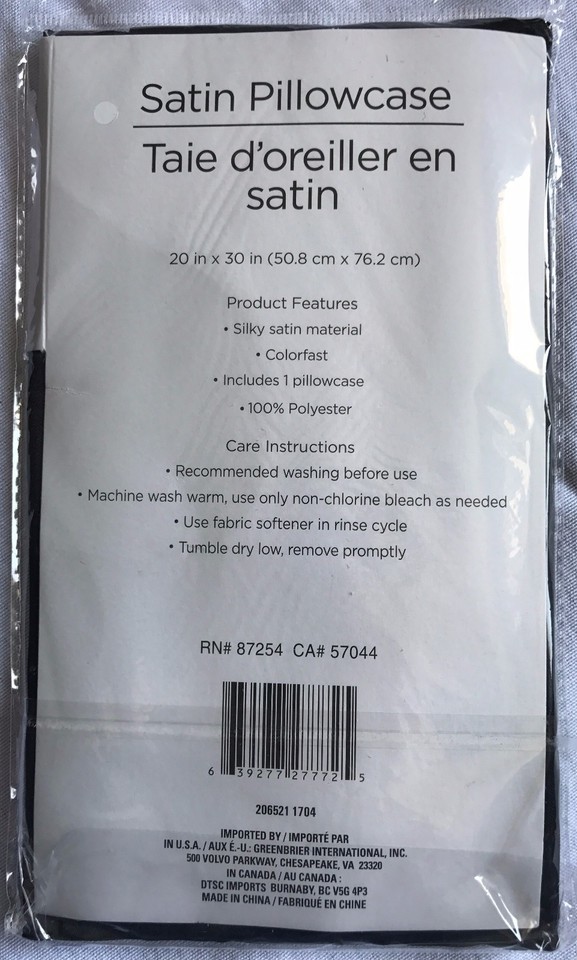 Satin Pillowcase
Taie d'oreiller en
satin
20 in x 30 in (50.8 cm x 76.2 cm)
Product Features
• Silky satin material
• Colorfast
• Includes 1 pillowcase
• 100% Polyester
Care Instructions
• Recommended washing before use
• Machine wash warm, use only non-chlorine bleach as needed
• Use fabric softener in rinse cycle
• Tumble dry low, remove promptly
RN# 87254 CA# 57044
6 39277 27772 5
206521 1704
IMPORTED BY / IMPORTÉ PAR
IN U.S.A. / AUX É.-U.: GREENBRIER INTERNATIONAL, INC.
500 VOLVO PARKWAY, CHESAPEAKE, VA 23320
IN CANADA / AU CANADA :
DTSC IMPORTS BURNABY, BC V5G 4P3
MADE IN CHINA / FABRIQUÉ EN CHINE